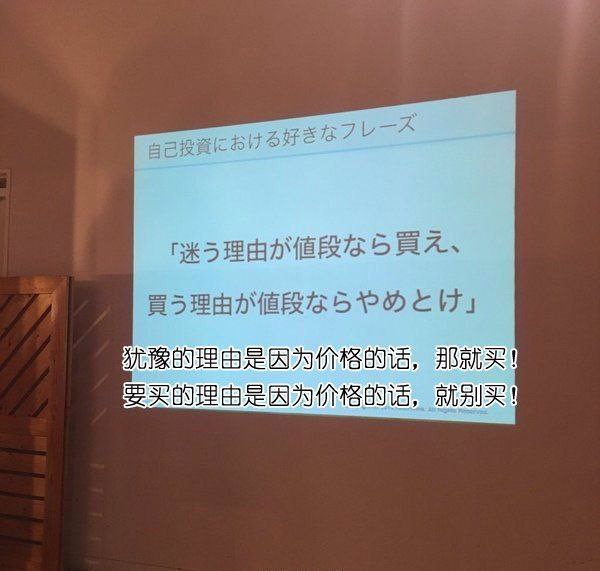 自己投資における好きなフレーズ
「迷う理由が値段なら買え、
買う理由が値段ならやめとけ」
犹豫的理由是因为价格的话，那就买！
要买的理由是因为价格的话，就别买！
All Rights Reserved.